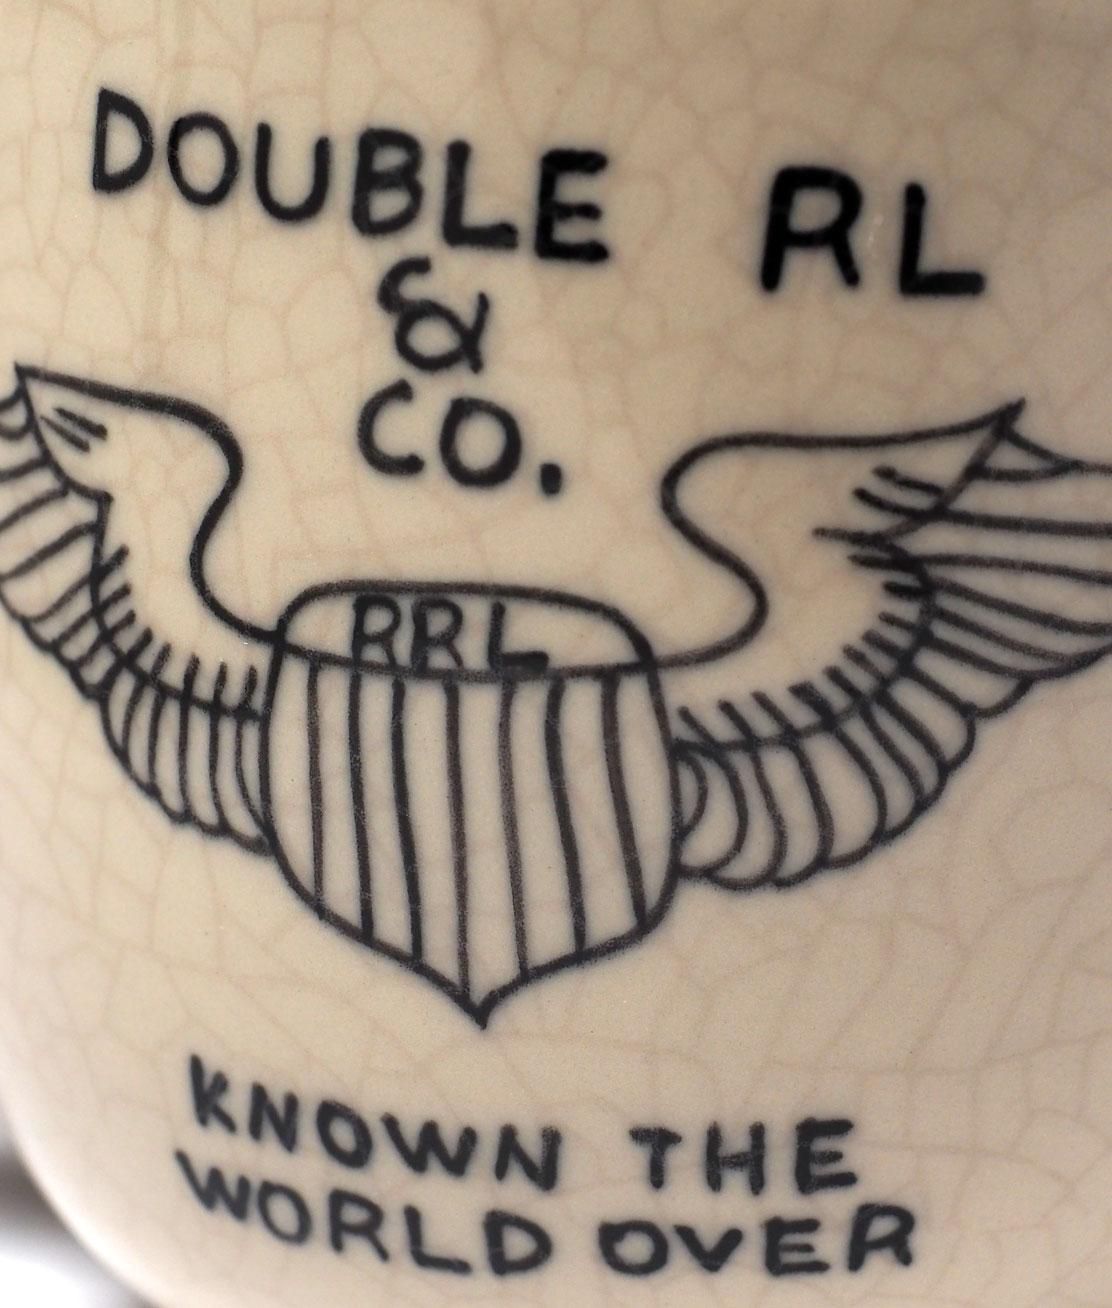 DOUBLE RL
&
CO.
RRL
KNOWN THE
WORLD OVER